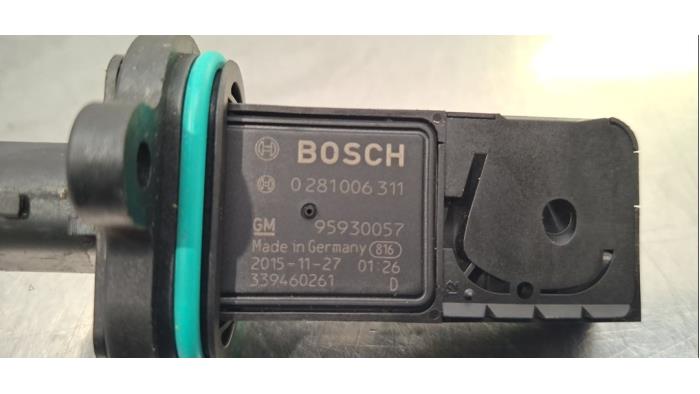 BOSCH
0 281 006 311
GM 95930057
Made in Germany 816
2015-11-27 01:26
339460261 D